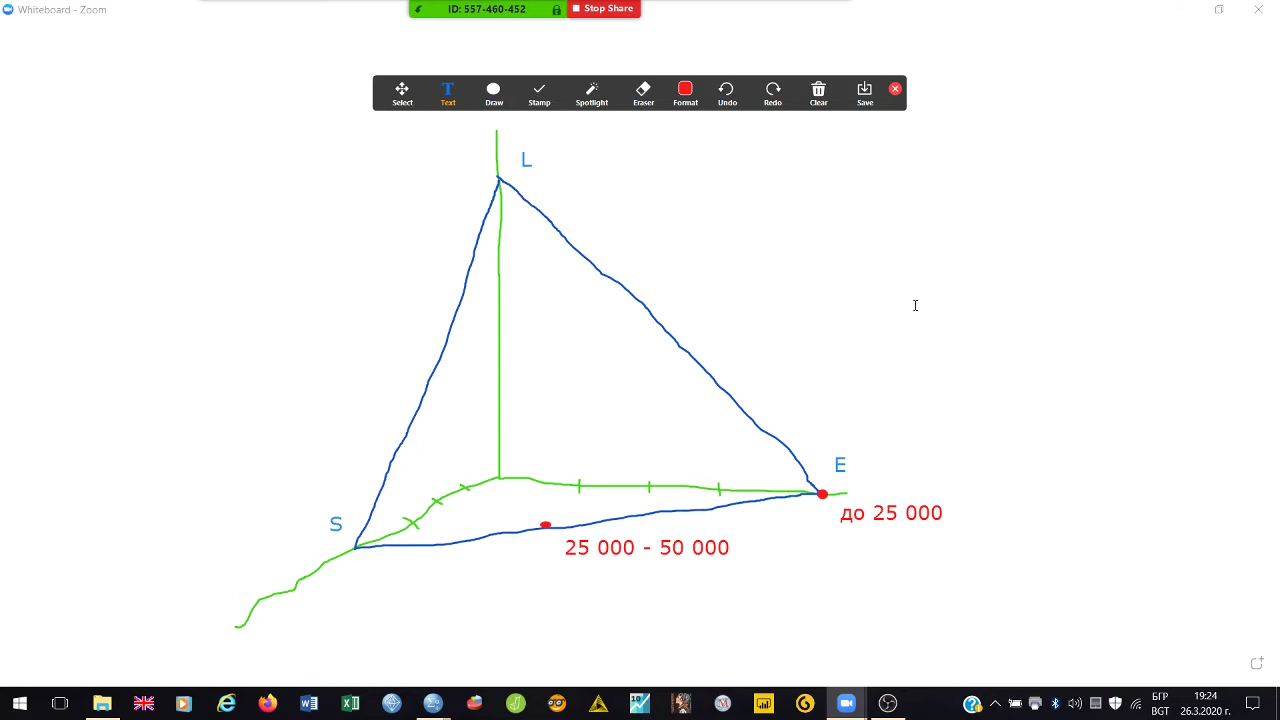 Whiteboard - Zoom
ID: 557-460-452
Stop Share
Select
Text
Draw
Stamp
Spotlight
Eraser
Format
Undo
Redo
Clear
Save
L
E
до 25 000
S
25 000 - 50 000
БГР
19:24
BGT
26.3.2020 г.